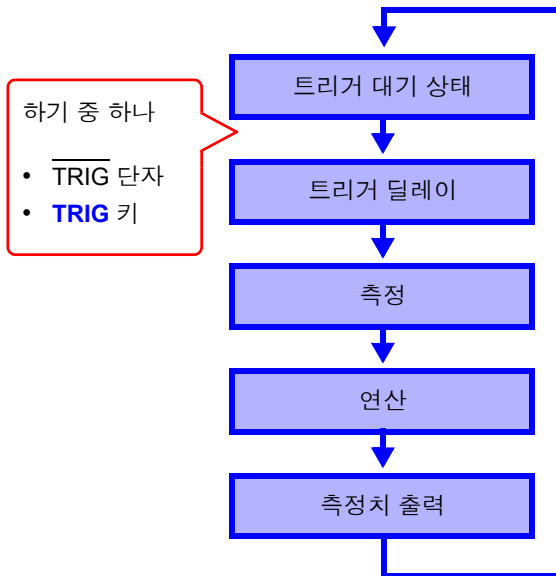 트리거 대기 상태
하기 중 하나
• TRIG 단자
• TRIG 키
트리거 딜레이
측정
연산
측정치 출력